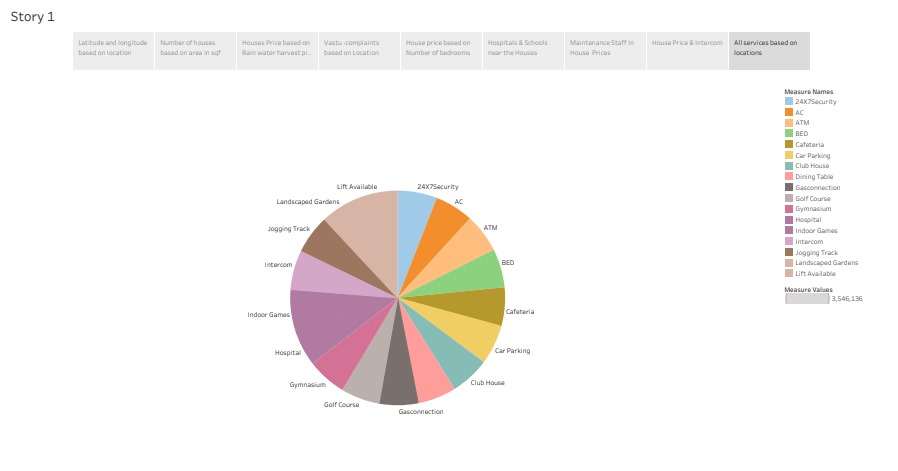 Story 1
Latitude and longitude
based on location
Number of houses
based on area in sqf
Houses Price based on
Rain water harvest pl..
Vastu -complaints
based on Location
House price based on
Number of bedrooms
Hospitals & Schools
near the Houses
Maintenance Staff in
House Prices
House Price & Intercom
All services based on
locations
Measure Names
24X7Security
AC
ATM
BED
Cafeteria
Car Parking
Club House
Dining Table
Gasconnection
Golf Course
Gymnasium
Hospital
Indoor Games
Intercom
Jogging Track
Landscaped Gardens
Lift Available
Measure Values
3,546,136
Lift Available
24X7Security
Landscaped Gardens
AC
Jogging Track
ATM
Intercom
BED
Indoor Games
Cafeteria
Hospital
Car Parking
Gymnasium
Club House
Golf Course
Gasconnection